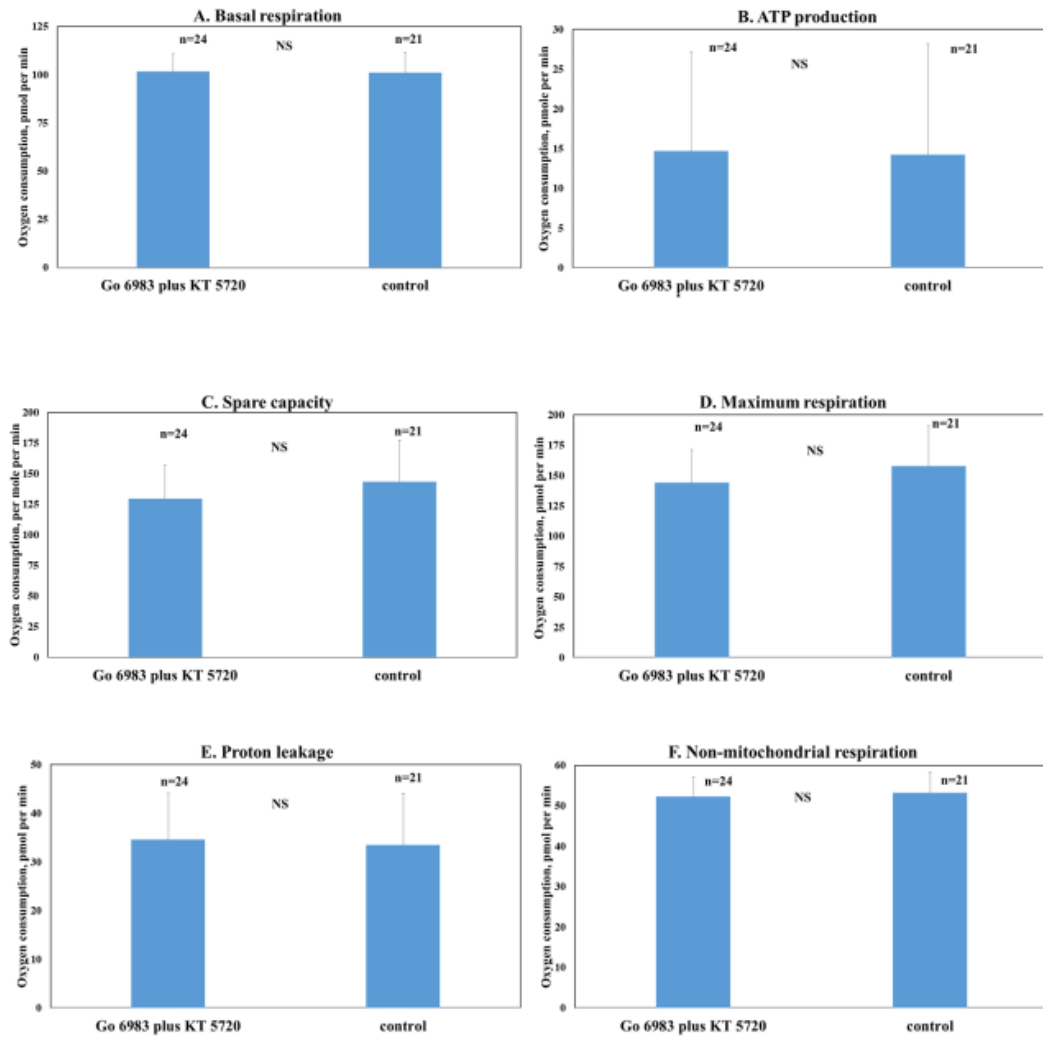 A. Basal respiration
Oxygen consumption, pmol per min
125
100
75
50
25
0
n=24
NS
n=21
Go 6983 plus KT 5720
control
B. ATP production
Oxygen consumption, pmole per min
30
25
20
15
10
5
0
n=24
NS
n=21
Go 6983 plus KT 5720
control
C. Spare capacity
Oxygen consumption, per mole per min
200
175
150
125
100
75
50
25
0
n=24
NS
n=21
Go 6983 plus KT 5720
control
D. Maximum respiration
Oxygen consumption, pmol per min
200
175
150
125
100
75
50
25
0
n=24
NS
n=21
Go 6983 plus KT 5720
control
E. Proton leakage
Oxygen consumption, pmol per min
50
40
30
20
10
0
n=24
NS
n=21
Go 6983 plus KT 5720
control
F. Non-mitochondrial respiration
Oxygen consumption, pmol per min
60
50
40
30
20
10
0
n=24
NS
n=21
Go 6983 plus KT 5720
control